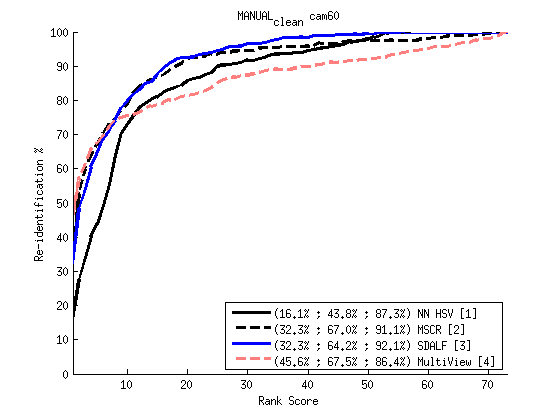 MANUAL_clean cam60
100
90
80
70
60
50
40
30
20
10
0
Re-identification %
(16.1% ; 43.8% ; 87.3%) NN HSV [1]
(32.3% ; 67.0% ; 91.1%) MSCR [2]
(32.3% ; 64.2% ; 92.1%) SDALF [3]
(45.6% ; 67.5% ; 86.4%) MultiView [4]
10 20 30 40 50 60 70
Rank Score